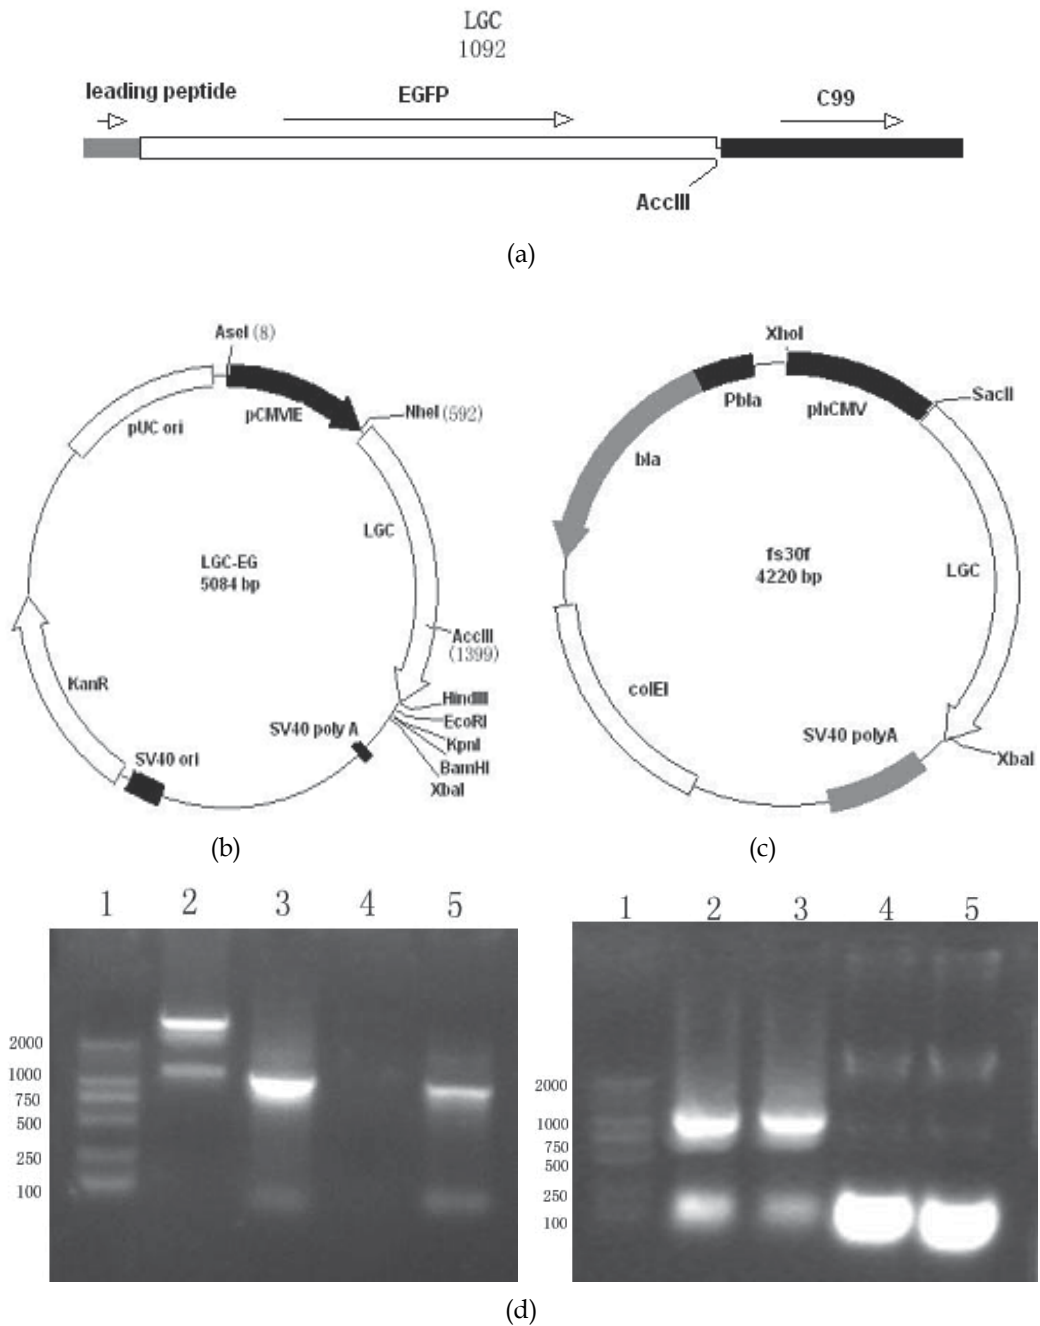 LGC
1092
leading peptide
EGFP
C99
AccIII
(a)
AseI (8)
pCMVIE
NheI (592)
pUC ori
LGC
LGC-EG
5084 bp
AccIII
(1399)
KanR
HindIII
EcoRI
KpnI
BamHI
XbaI
SV40 poly A
SV40 ori
(b)
XhoI
Pbla
phCMV
SacII
bla
fs30f
4220 bp
LGC
colEI
SV40 polyA
XbaI
(c)
1 2 3 4 5
2000
1000
750
500
250
100
1 2 3 4 5
2000
1000
750
500
250
100
(d)